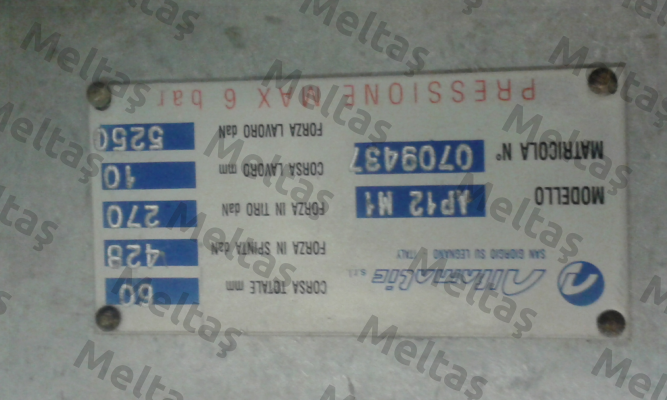 Alfamatic s.r.l.
SAN GIORGIO SU LEGNANO ITALY
MODELLO AP12 M1
MATRICOLA N° 0709437
CORSA TOTALE mm 60
FORZA IN SPINTA daN 428
FORZA IN TIRO daN 270
CORSA LAVORO mm 10
FORZA LAVORO daN 5250
PRESSIONE MAX 6 bar
Meltaş